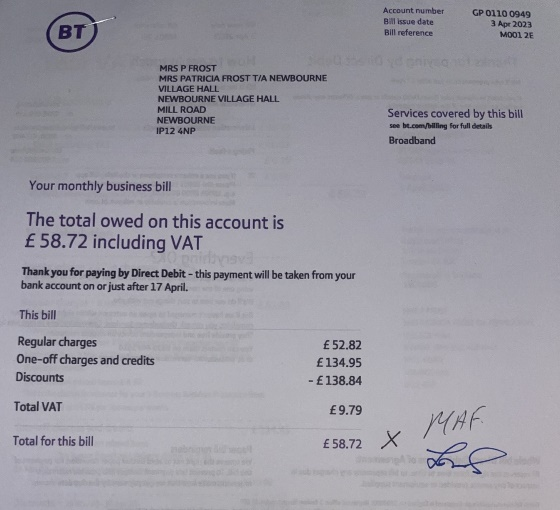 BT
Account number GP 0110 0949
Bill issue date 3 Apr 2023
Bill reference M001 2E
MRS P FROST
MRS PATRICIA FROST T/A NEWBOURNE
VILLAGE HALL
NEWBOURNE VILLAGE HALL
MILL ROAD
NEWBOURNE
IP12 4NP
Services covered by this bill
see bt.com/billing for full details
Broadband
Your monthly business bill
The total owed on this account is
£ 58.72 including VAT
Thank you for paying by Direct Debit - this payment will be taken from your
bank account on or just after 17 April.
This bill
Regular charges £ 52.82
One-off charges and credits £ 134.95
Discounts - £ 138.84
Total VAT £ 9.79
Total for this bill £ 58.72 X
MAF.